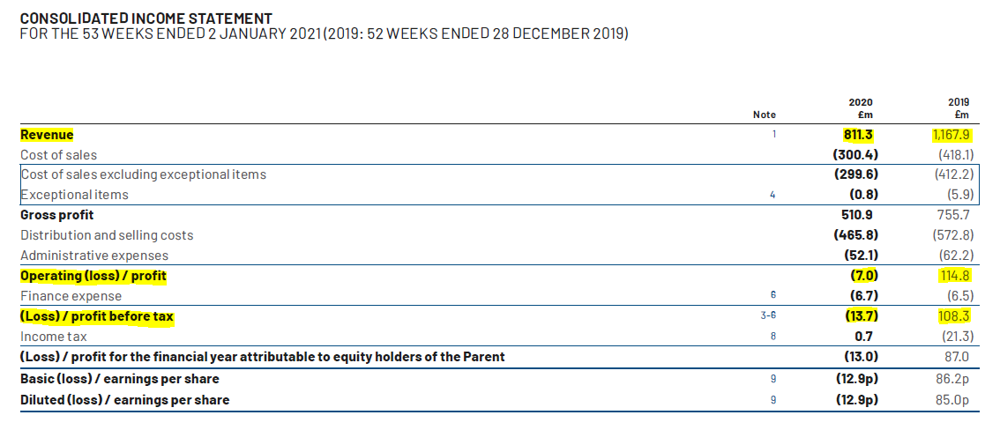 CONSOLIDATED INCOME STATEMENT
FOR THE 53 WEEKS ENDED 2 JANUARY 2021 (2019: 52 WEEKS ENDED 28 DECEMBER 2019)
2020 2019
Note £m £m
Revenue 1 811.3 1,167.9
Cost of sales (300.4) (418.1)
Cost of sales excluding exceptional items (299.6) (412.2)
Exceptional items 4 (0.8) (5.9)
Gross profit 510.9 755.7
Distribution and selling costs (465.8) (572.8)
Administrative expenses (52.1) (62.2)
Operating (loss) / profit (7.0) 114.8
Finance expense 6 (6.7) (6.5)
(Loss) / profit before tax 3-6 (13.7) 108.3
Income tax 8 0.7 (21.3)
(Loss) / profit for the financial year attributable to equity holders of the Parent (13.0) 87.0
Basic (loss) / earnings per share 9 (12.9p) 86.2p
Diluted (loss) / earnings per share 9 (12.9p) 85.0p